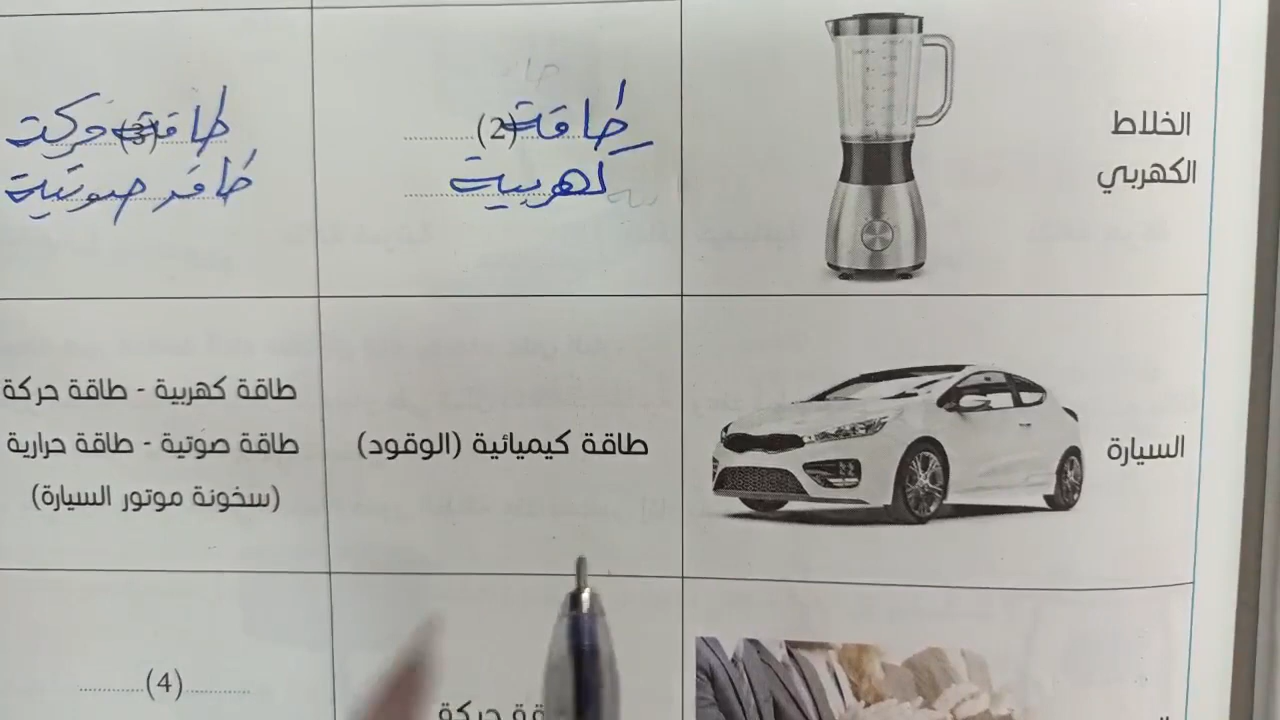 الخلاط
الكهربي
طاقة (2)
كهربية
طاقة (3) حركت
طاقة صوتية
السيارة
طاقة كيميائية (الوقود)
طاقة كهربية - طاقة حركة
طاقة صوتية - طاقة حرارية
(سخونة موتور السيارة)
حركة
(4)